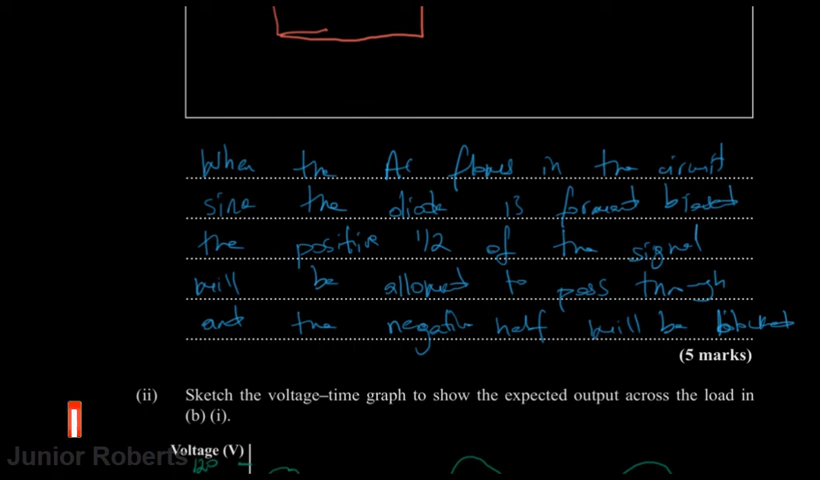 When the AC flows in the circuit
sine the diode is forward biased
the positive 1/2 of the signal
will be allowed to pass through
and the negative half will be blocked
(5 marks)
(ii) Sketch the voltage–time graph to show the expected output across the load in
(b) (i).
Voltage (V)
120
Junior Roberts